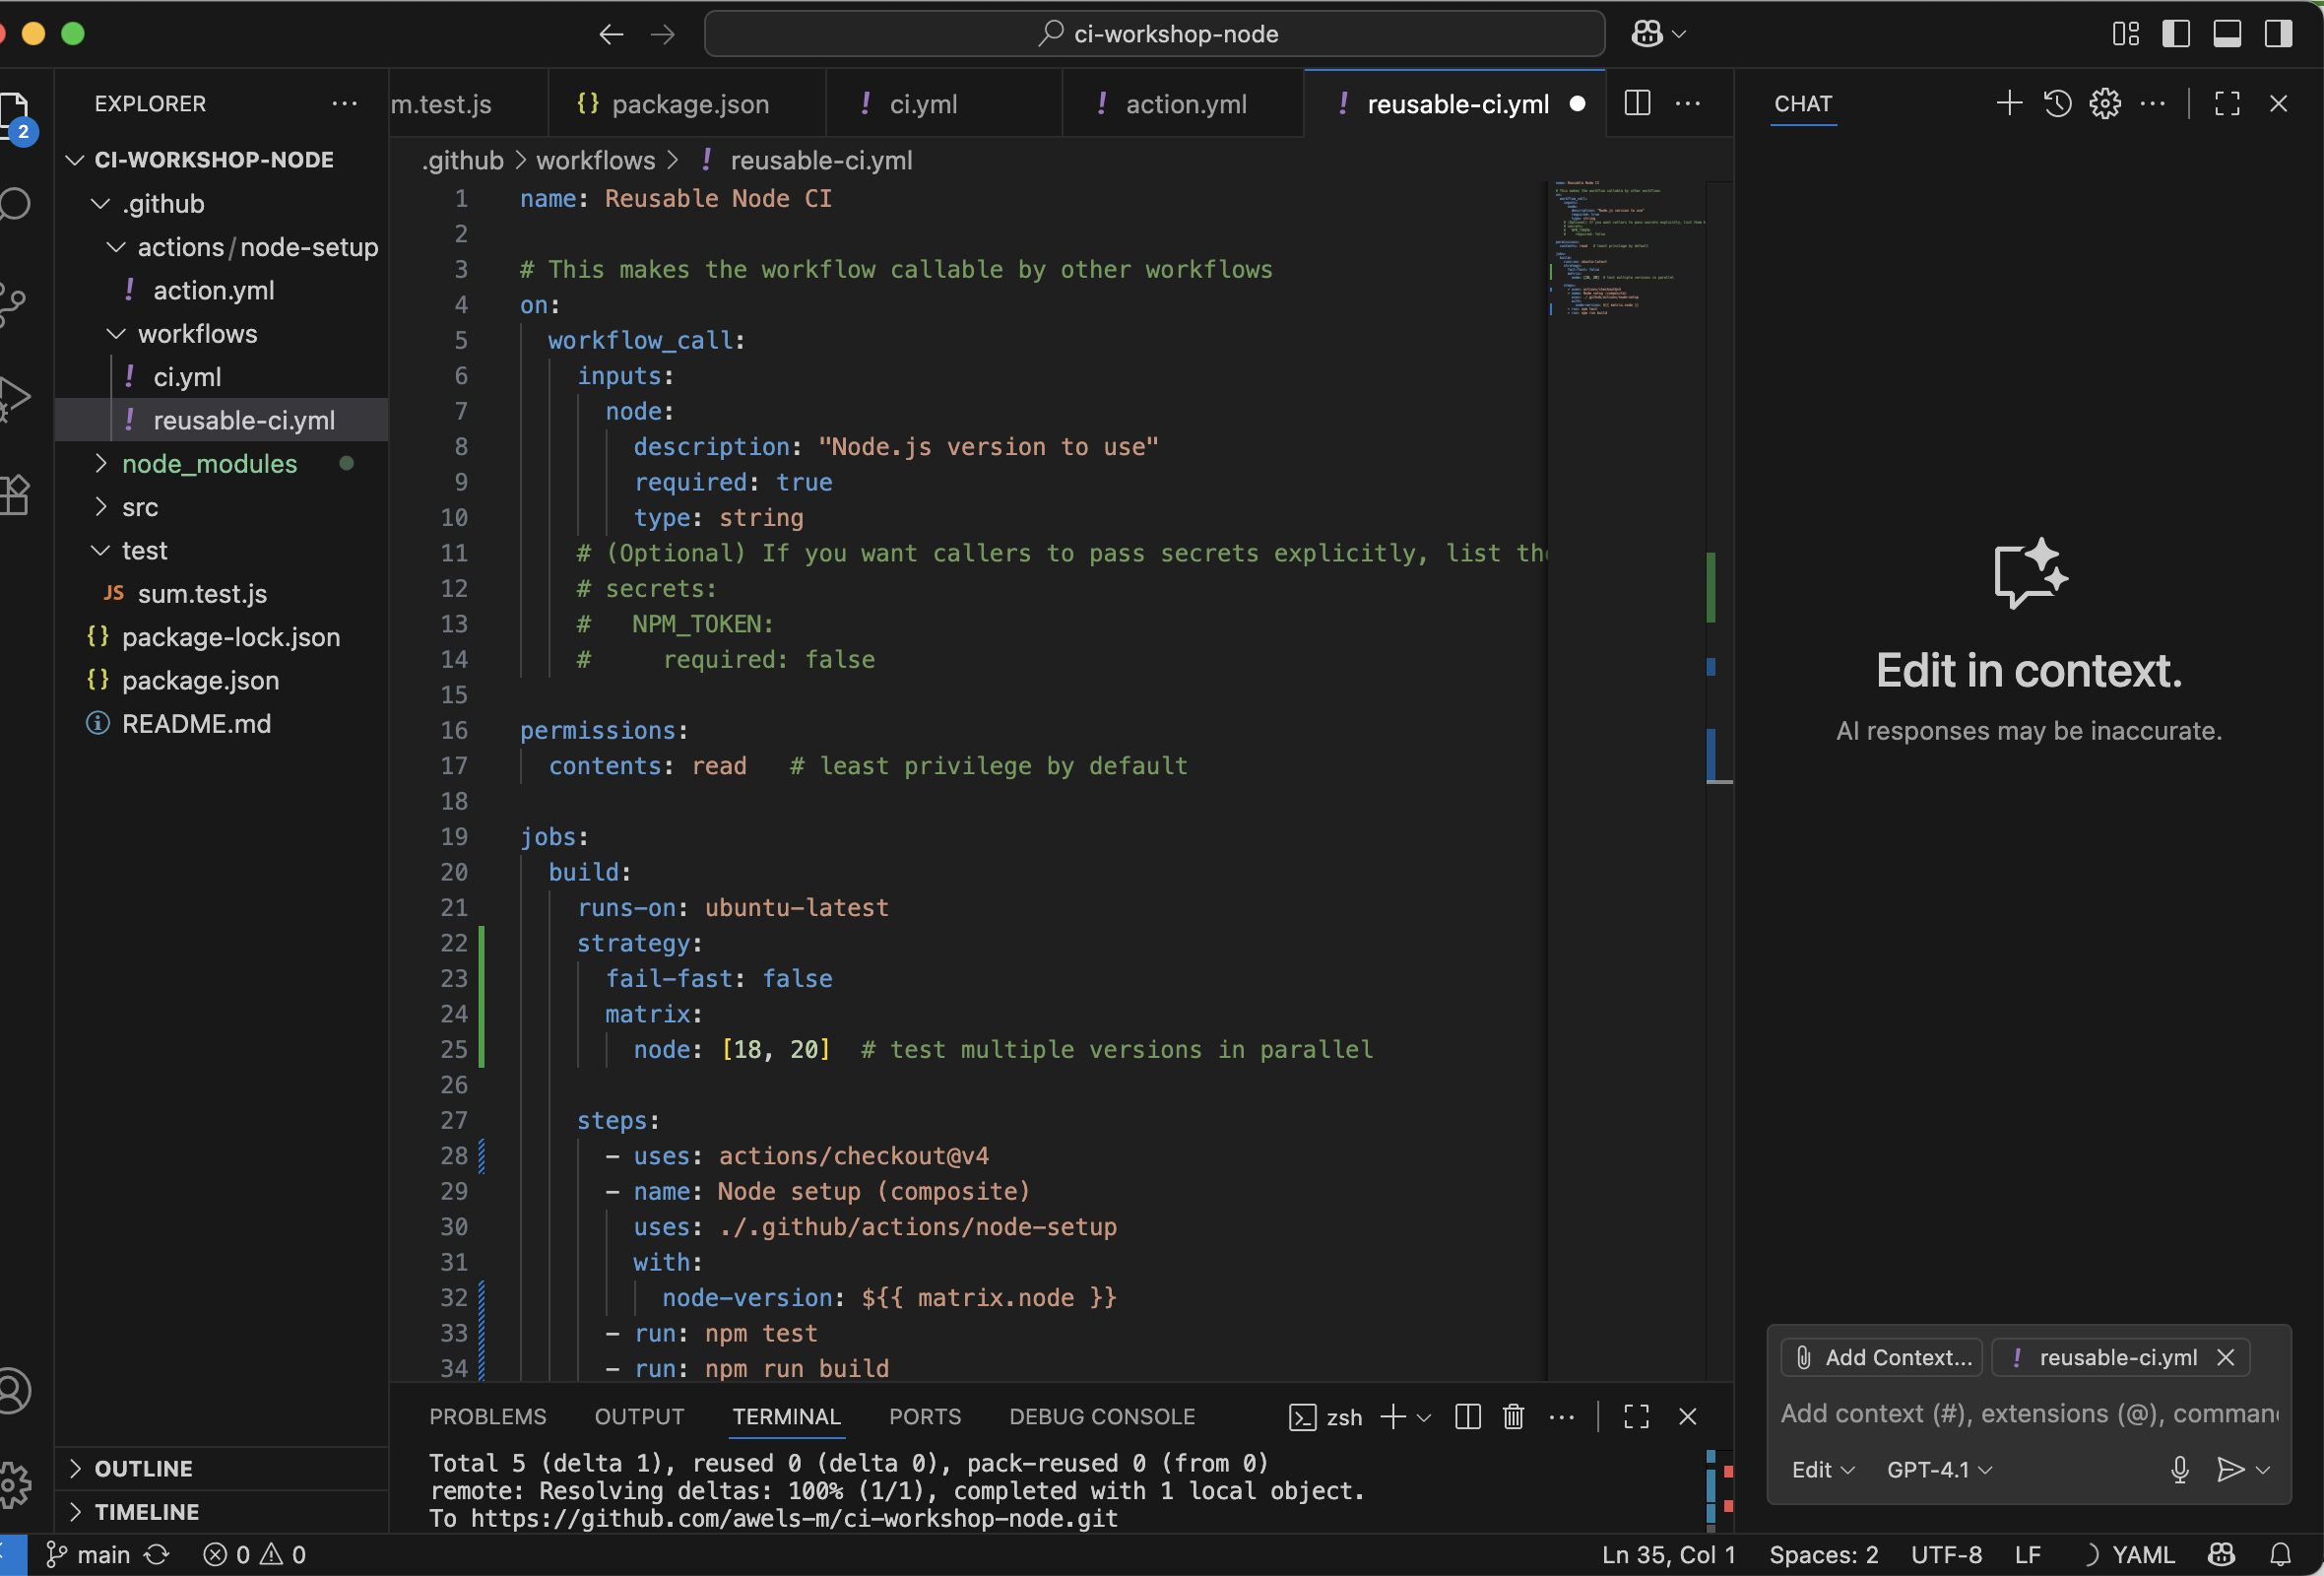 ci-workshop-node
EXPLORER
2
CI-WORKSHOP-NODE
.github
actions/node-setup
! action.yml
workflows
! ci.yml
! reusable-ci.yml
node_modules
src
test
JS sum.test.js
{} package-lock.json
{} package.json
README.md
OUTLINE
TIMELINE
m.test.js
{} package.json
! ci.yml
! action.yml
! reusable-ci.yml
.github > workflows > ! reusable-ci.yml
1 name: Reusable Node CI
2
3 # This makes the workflow callable by other workflows
4 on:
5 workflow_call:
6 inputs:
7 node:
8 description: "Node.js version to use"
9 required: true
10 type: string
11 # (Optional) If you want callers to pass secrets explicitly, list the
12 # secrets:
13 # NPM_TOKEN:
14 # required: false
15
16 permissions:
17 contents: read # least privilege by default
18
19 jobs:
20 build:
21 runs-on: ubuntu-latest
22 strategy:
23 fail-fast: false
24 matrix:
25 node: [18, 20] # test multiple versions in parallel
26
27 steps:
28 - uses: actions/checkout@v4
29 - name: Node setup (composite)
30 uses: ./.github/actions/node-setup
31 with:
32 node-version: ${{ matrix.node }}
33 - run: npm test
34 - run: npm run build
PROBLEMS OUTPUT TERMINAL PORTS DEBUG CONSOLE zsh
Total 5 (delta 1), reused 0 (delta 0), pack-reused 0 (from 0)
remote: Resolving deltas: 100% (1/1), completed with 1 local object.
To https://github.com/awels-m/ci-workshop-node.git
CHAT
Edit in context.
AI responses may be inaccurate.
Add Context... ! reusable-ci.yml
Add context (#), extensions (@), comman
Edit GPT-4.1
main 0 0 Ln 35, Col 1 Spaces: 2 UTF-8 LF YAML